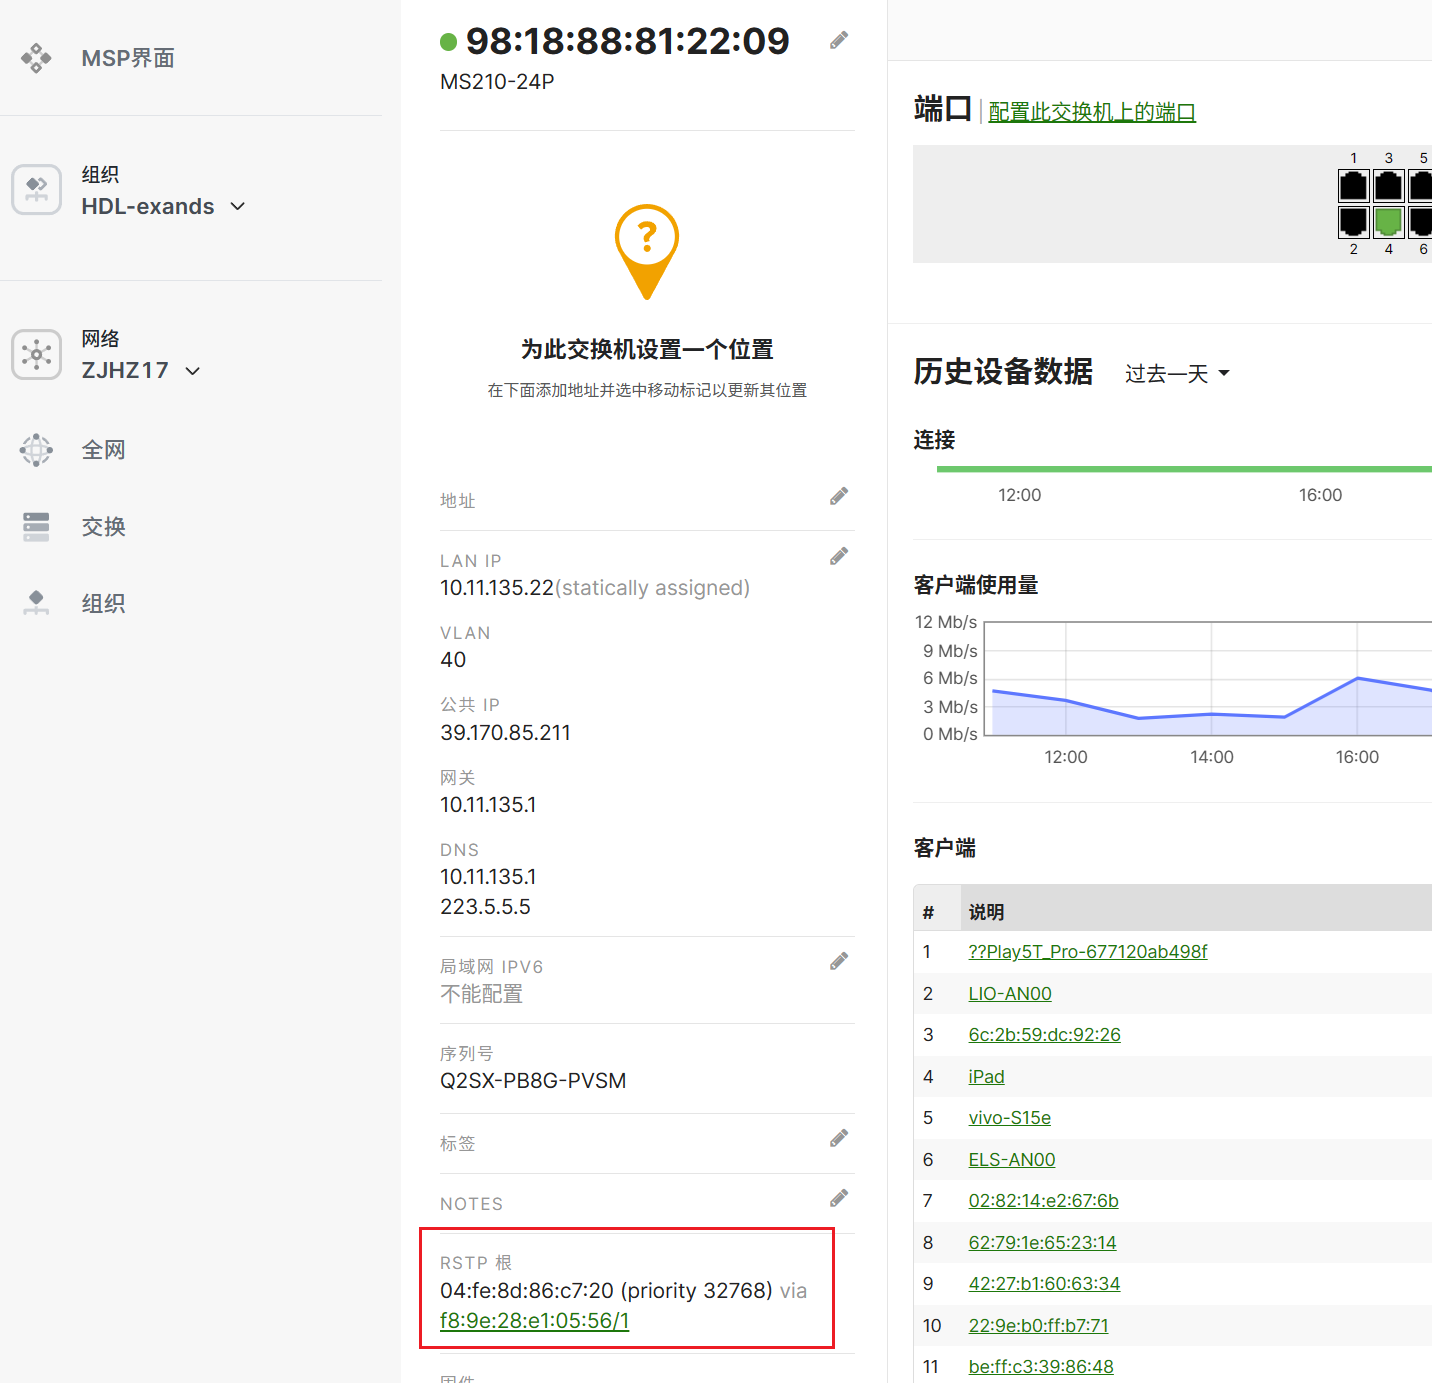 MSP界面
组织
HDL-exands
网络
ZJHZ17
全网
交换
组织
98:18:88:81:22:09
MS210-24P
?
为此交换机设置一个位置
在下面添加地址并选中移动标记以更新其位置
地址
LAN IP
10.11.135.22(statically assigned)
VLAN
40
公共 IP
39.170.85.211
网关
10.11.135.1
DNS
10.11.135.1
223.5.5.5
局域网 IPV6
不能配置
序列号
Q2SX-PB8G-PVSM
标签
NOTES
RSTP 根
04:fe:8d:86:c7:20 (priority 32768) via
f8:9e:28:e1:05:56/1
端口 | 配置此交换机上的端口
1 3 5
2 4 6
历史设备数据 过去一天
连接
12:00 16:00
客户端使用量
12 Mb/s
9 Mb/s
6 Mb/s
3 Mb/s
0 Mb/s
12:00 14:00 16:00
客户端
# 说明
1 ??Play5T_Pro-677120ab498f
2 LIO-AN00
3 6c:2b:59:dc:92:26
4 iPad
5 vivo-S15e
6 ELS-AN00
7 02:82:14:e2:67:6b
8 62:79:1e:65:23:14
9 42:27:b1:60:63:34
10 22:9e:b0:ff:b7:71
11 be:ff:c3:39:86:48